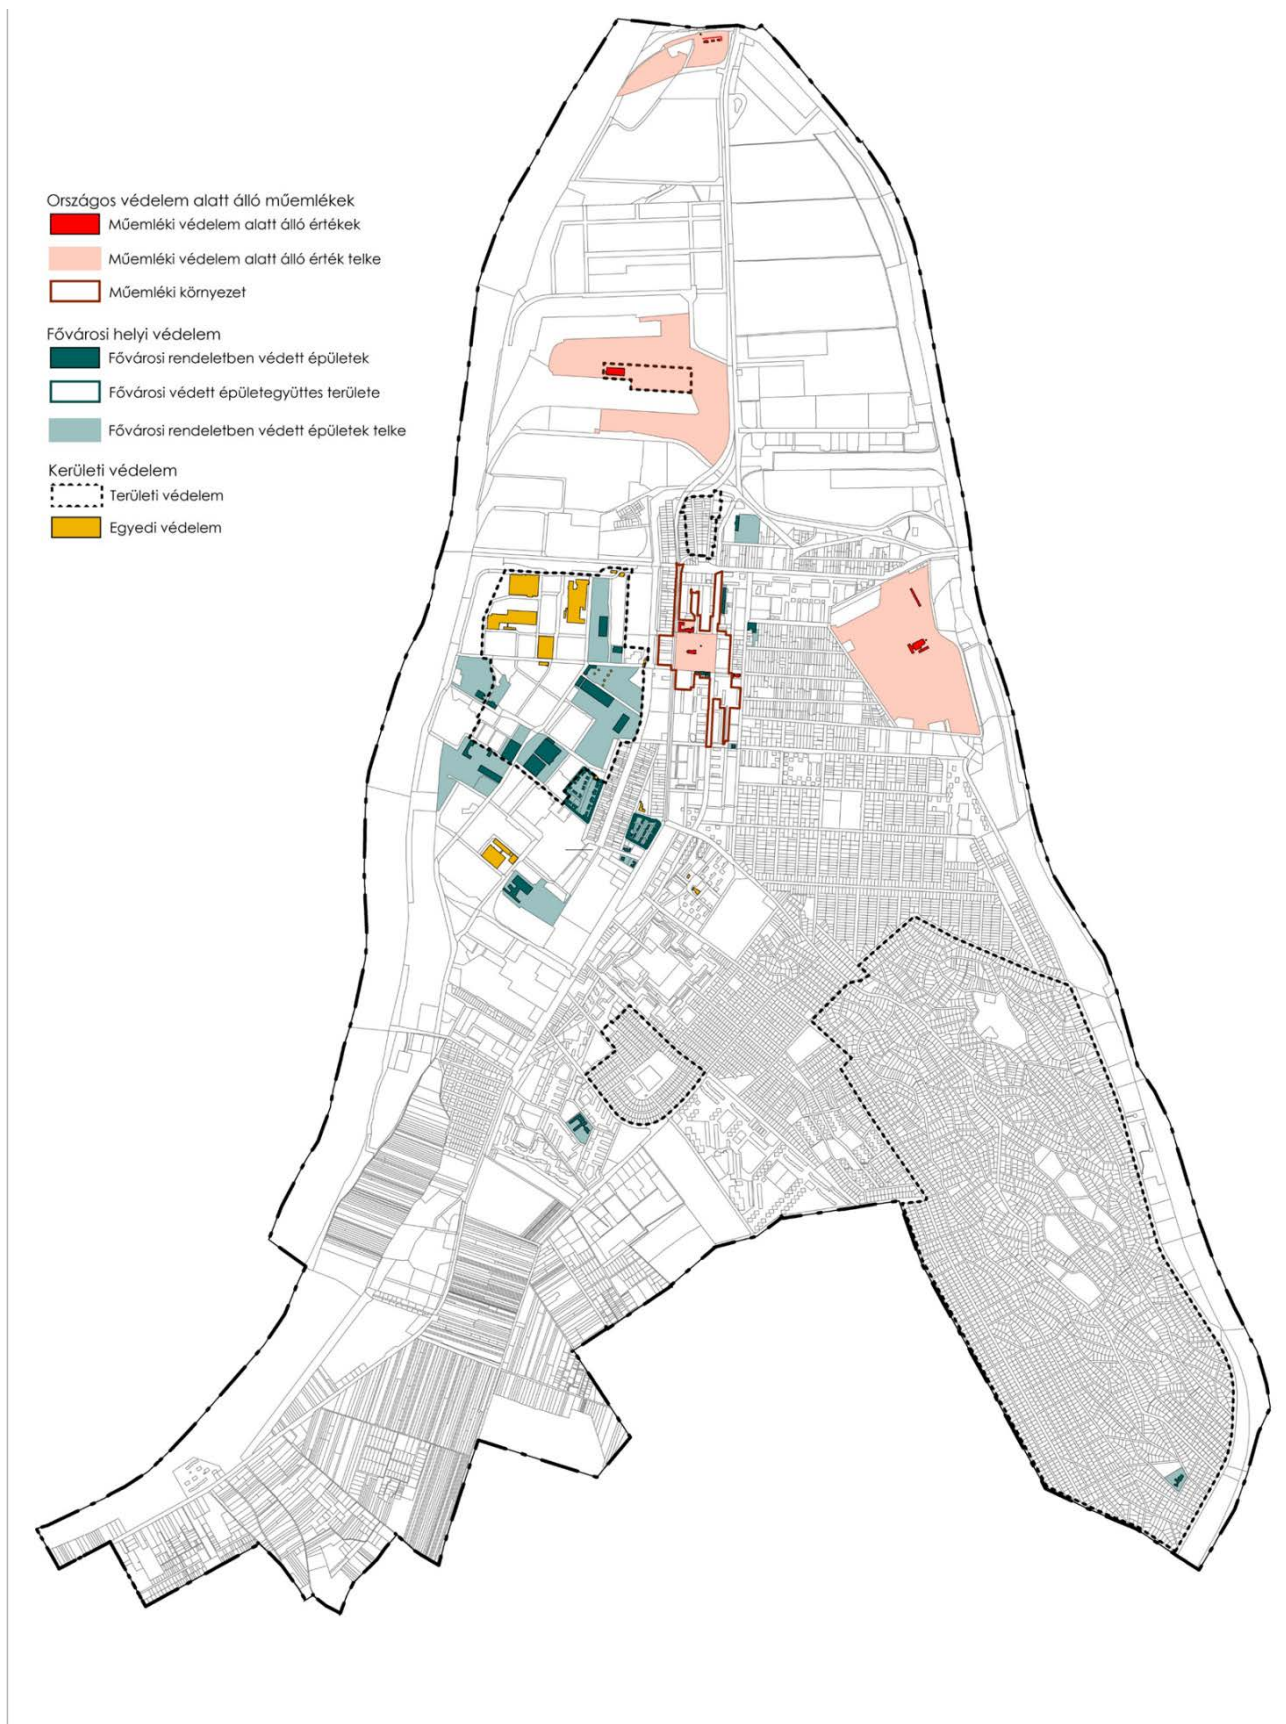 Országos védelem alatt álló műemlékek
Műemléki védelem alatt álló értékek
Műemléki védelem alatt álló érték telke
Műemléki környezet
Fővárosi helyi védelem
Fővárosi rendeletben védett épületek
Fővárosi védett épületegyüttes területe
Fővárosi rendeletben védett épületek telke
Kerületi védelem
Területi védelem
Egyedi védelem